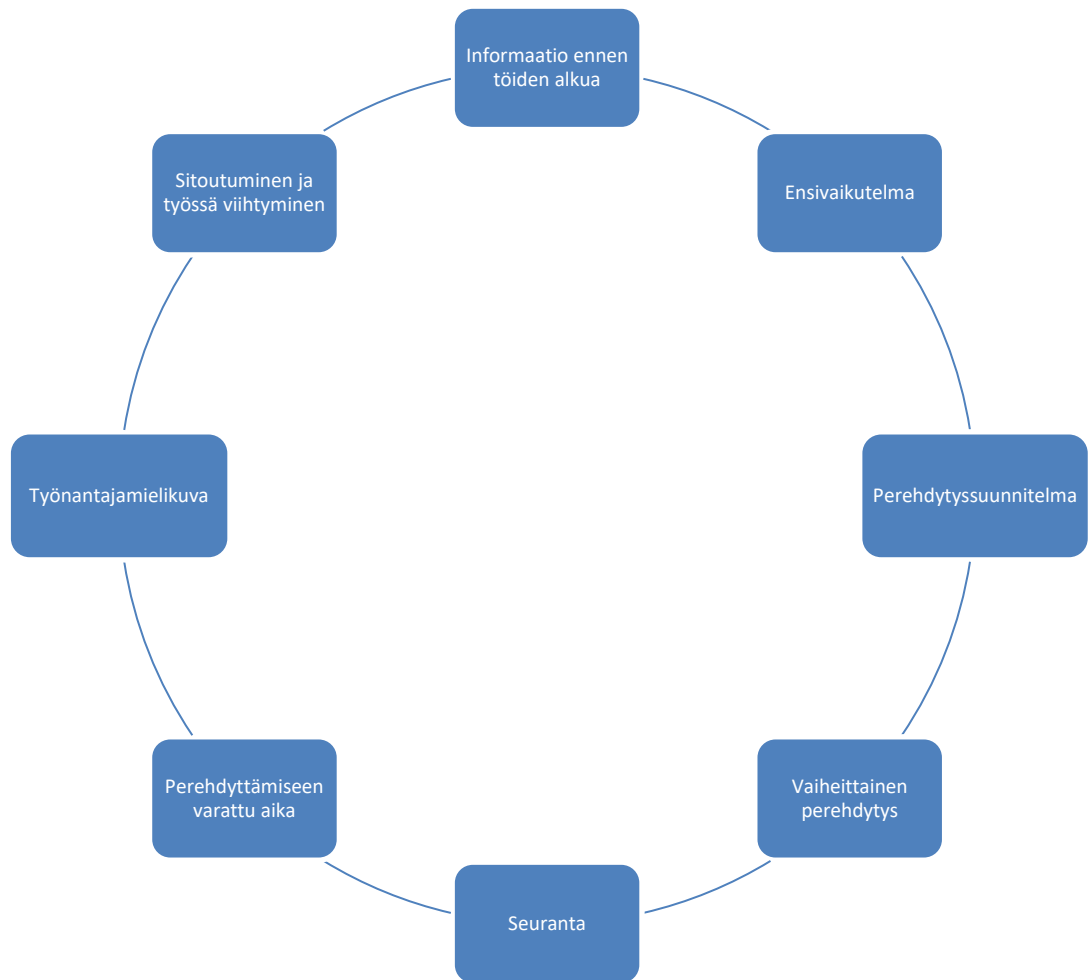 Informaatio ennen
töiden alkua
Ensivaikutelma
Perehdytyssuunnitelma
Vaiheittainen
perehdytys
Seuranta
Perehdyttämiseen
varattu aika
Työnantajamielikuva
Sitoutuminen ja
työssä viihtyminen